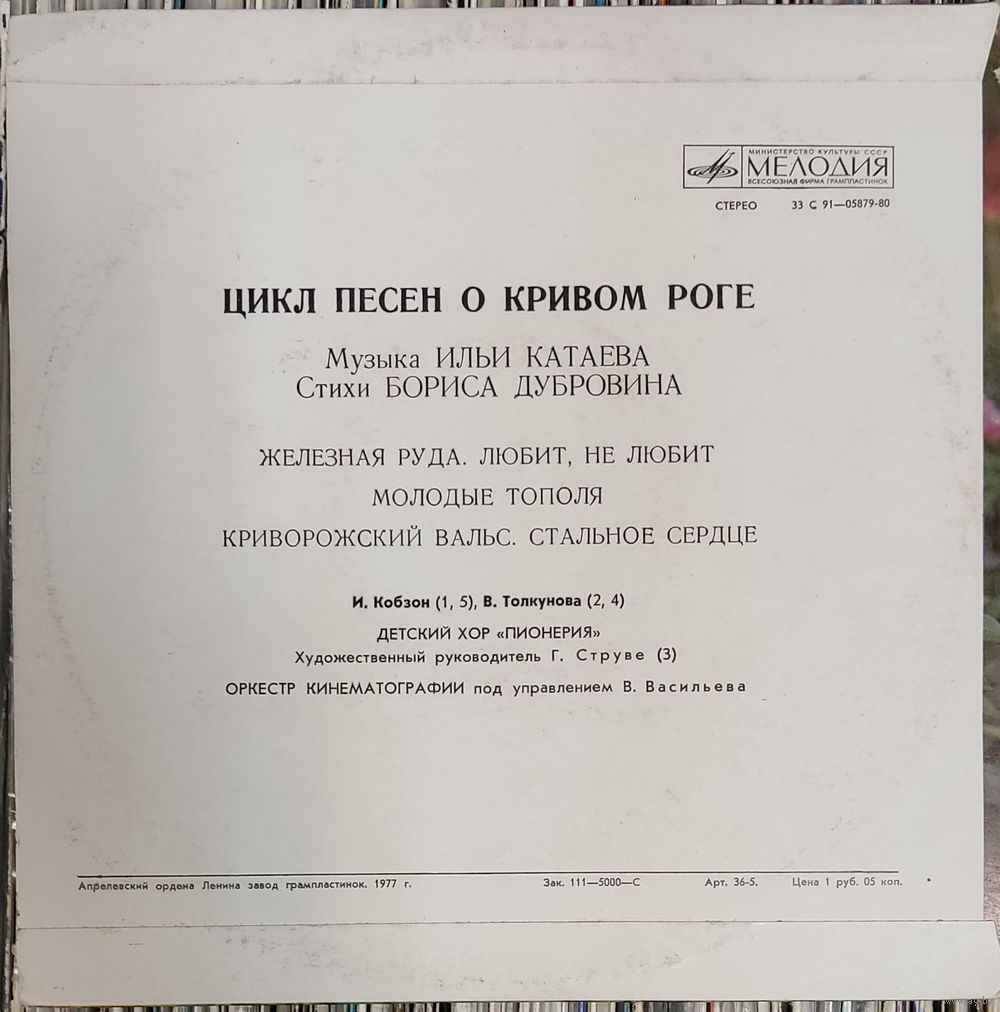 МИНИСТЕРСТВО КУЛЬТУРЫ СССР
МЕЛОДИЯ
ВСЕСОЮЗНАЯ ФИРМА ГРАМПЛАСТИНОК
СТЕРЕО 33 С 91—05879-80
ЦИКЛ ПЕСЕН О КРИВОМ РОГЕ
Музыка ИЛЬИ КАТАЕВА
Стихи БОРИСА ДУБРОВИНА
ЖЕЛЕЗНАЯ РУДА. ЛЮБИТ, НЕ ЛЮБИТ
МОЛОДЫЕ ТОПОЛЯ
КРИВОРОЖСКИЙ ВАЛЬС. СТАЛЬНОЕ СЕРДЦЕ
И. Кобзон (1, 5), В. Толкунова (2, 4)
ДЕТСКИЙ ХОР «ПИОНЕРИЯ»
Художественный руководитель Г. Струве (3)
ОРКЕСТР КИНЕМАТОГРАФИИ под управлением В. Васильева
Апрелевский ордена Ленина завод грампластинок. 1977 г. Зак. 111—5000—С Арт. 36-5. Цена 1 руб. 05 коп.